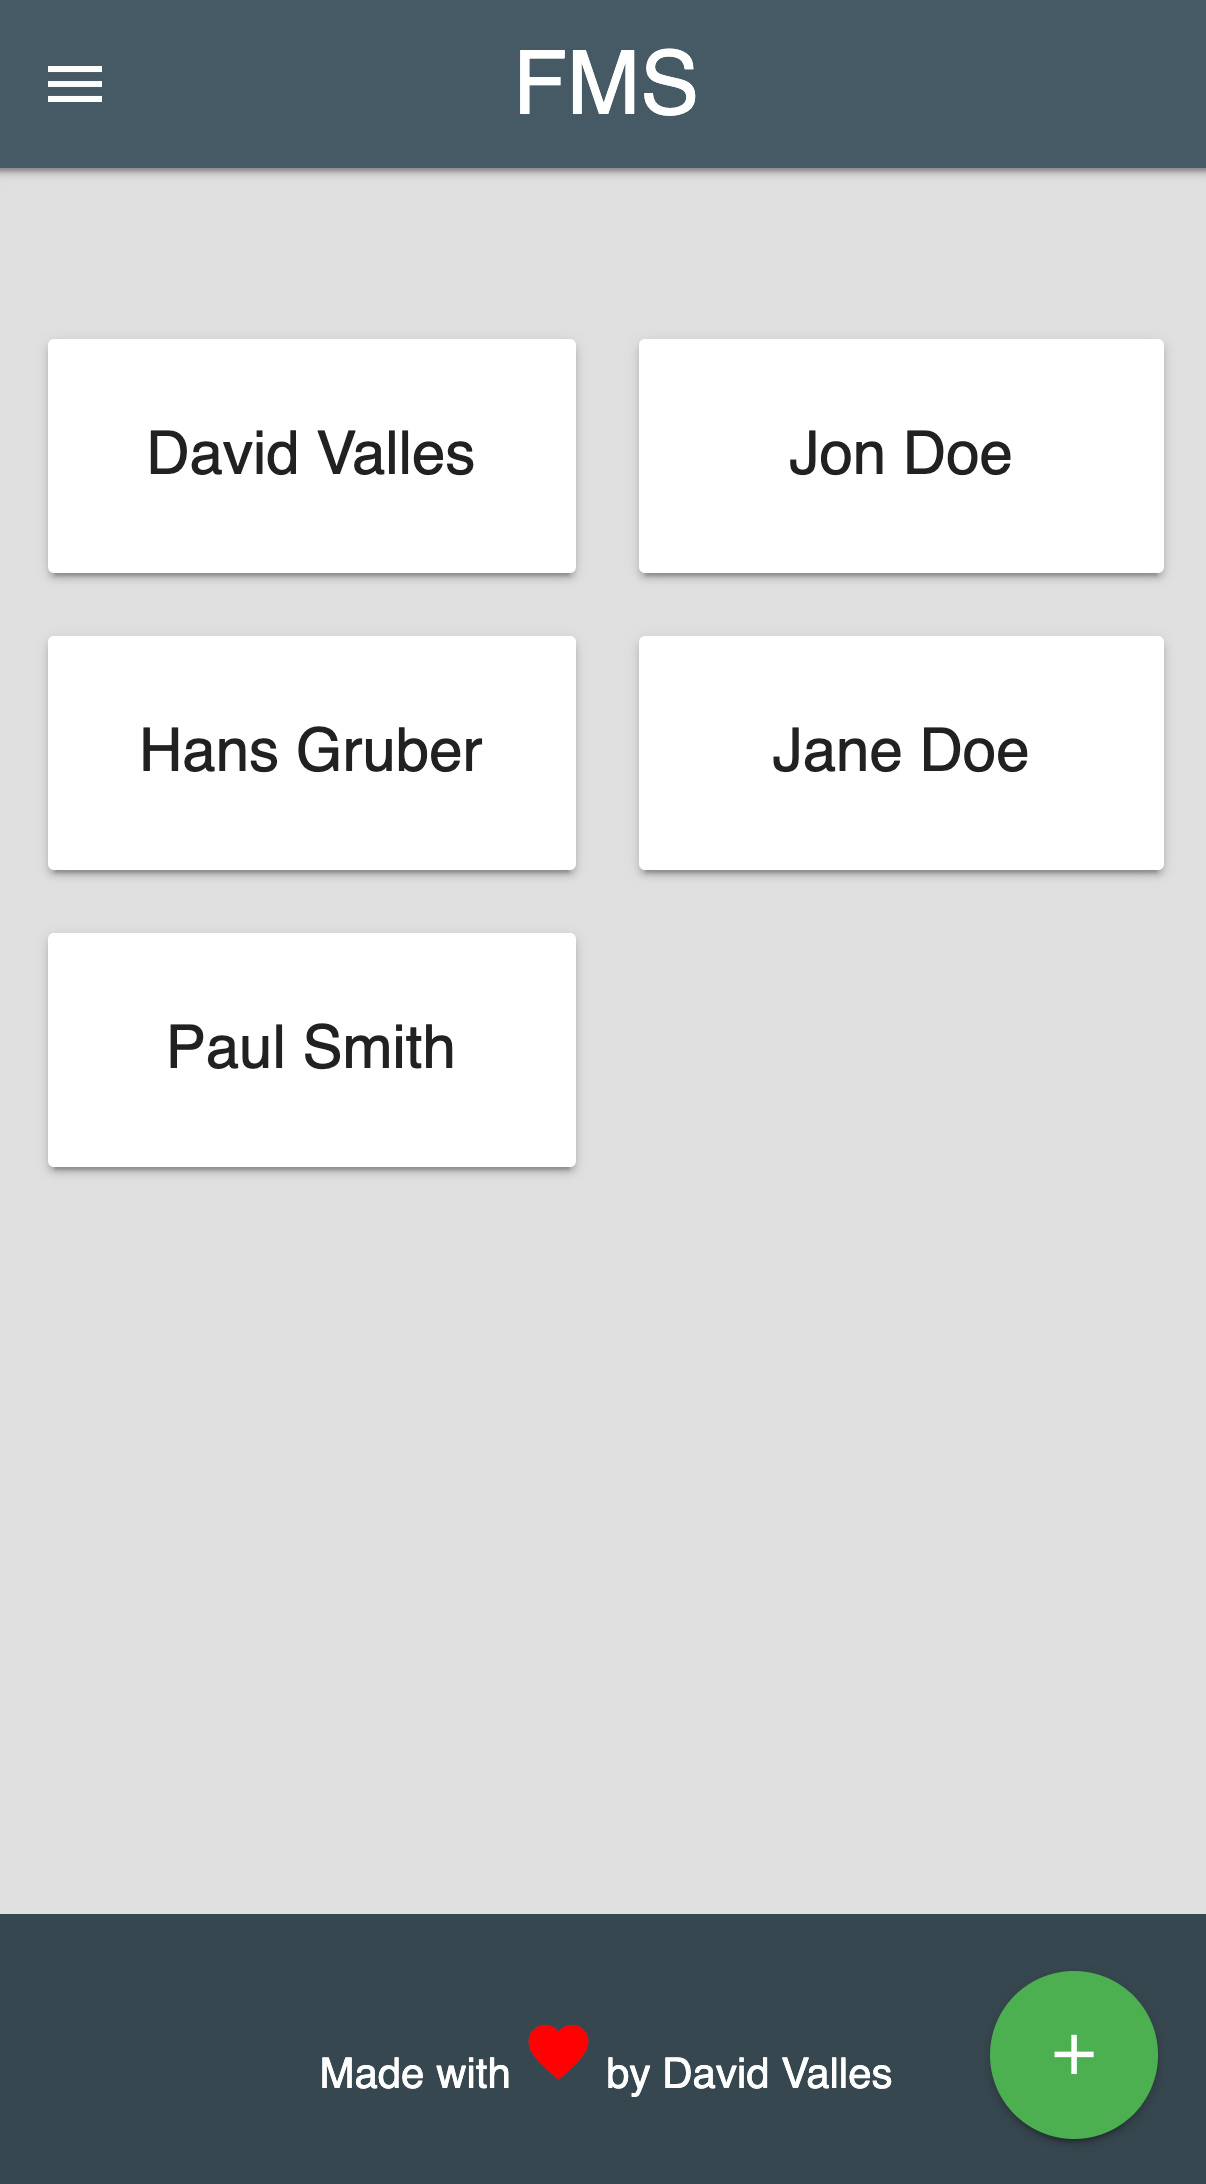 FMS
David Valles
Jon Doe
Hans Gruber
Jane Doe
Paul Smith
Made with ❤ by David Valles
+